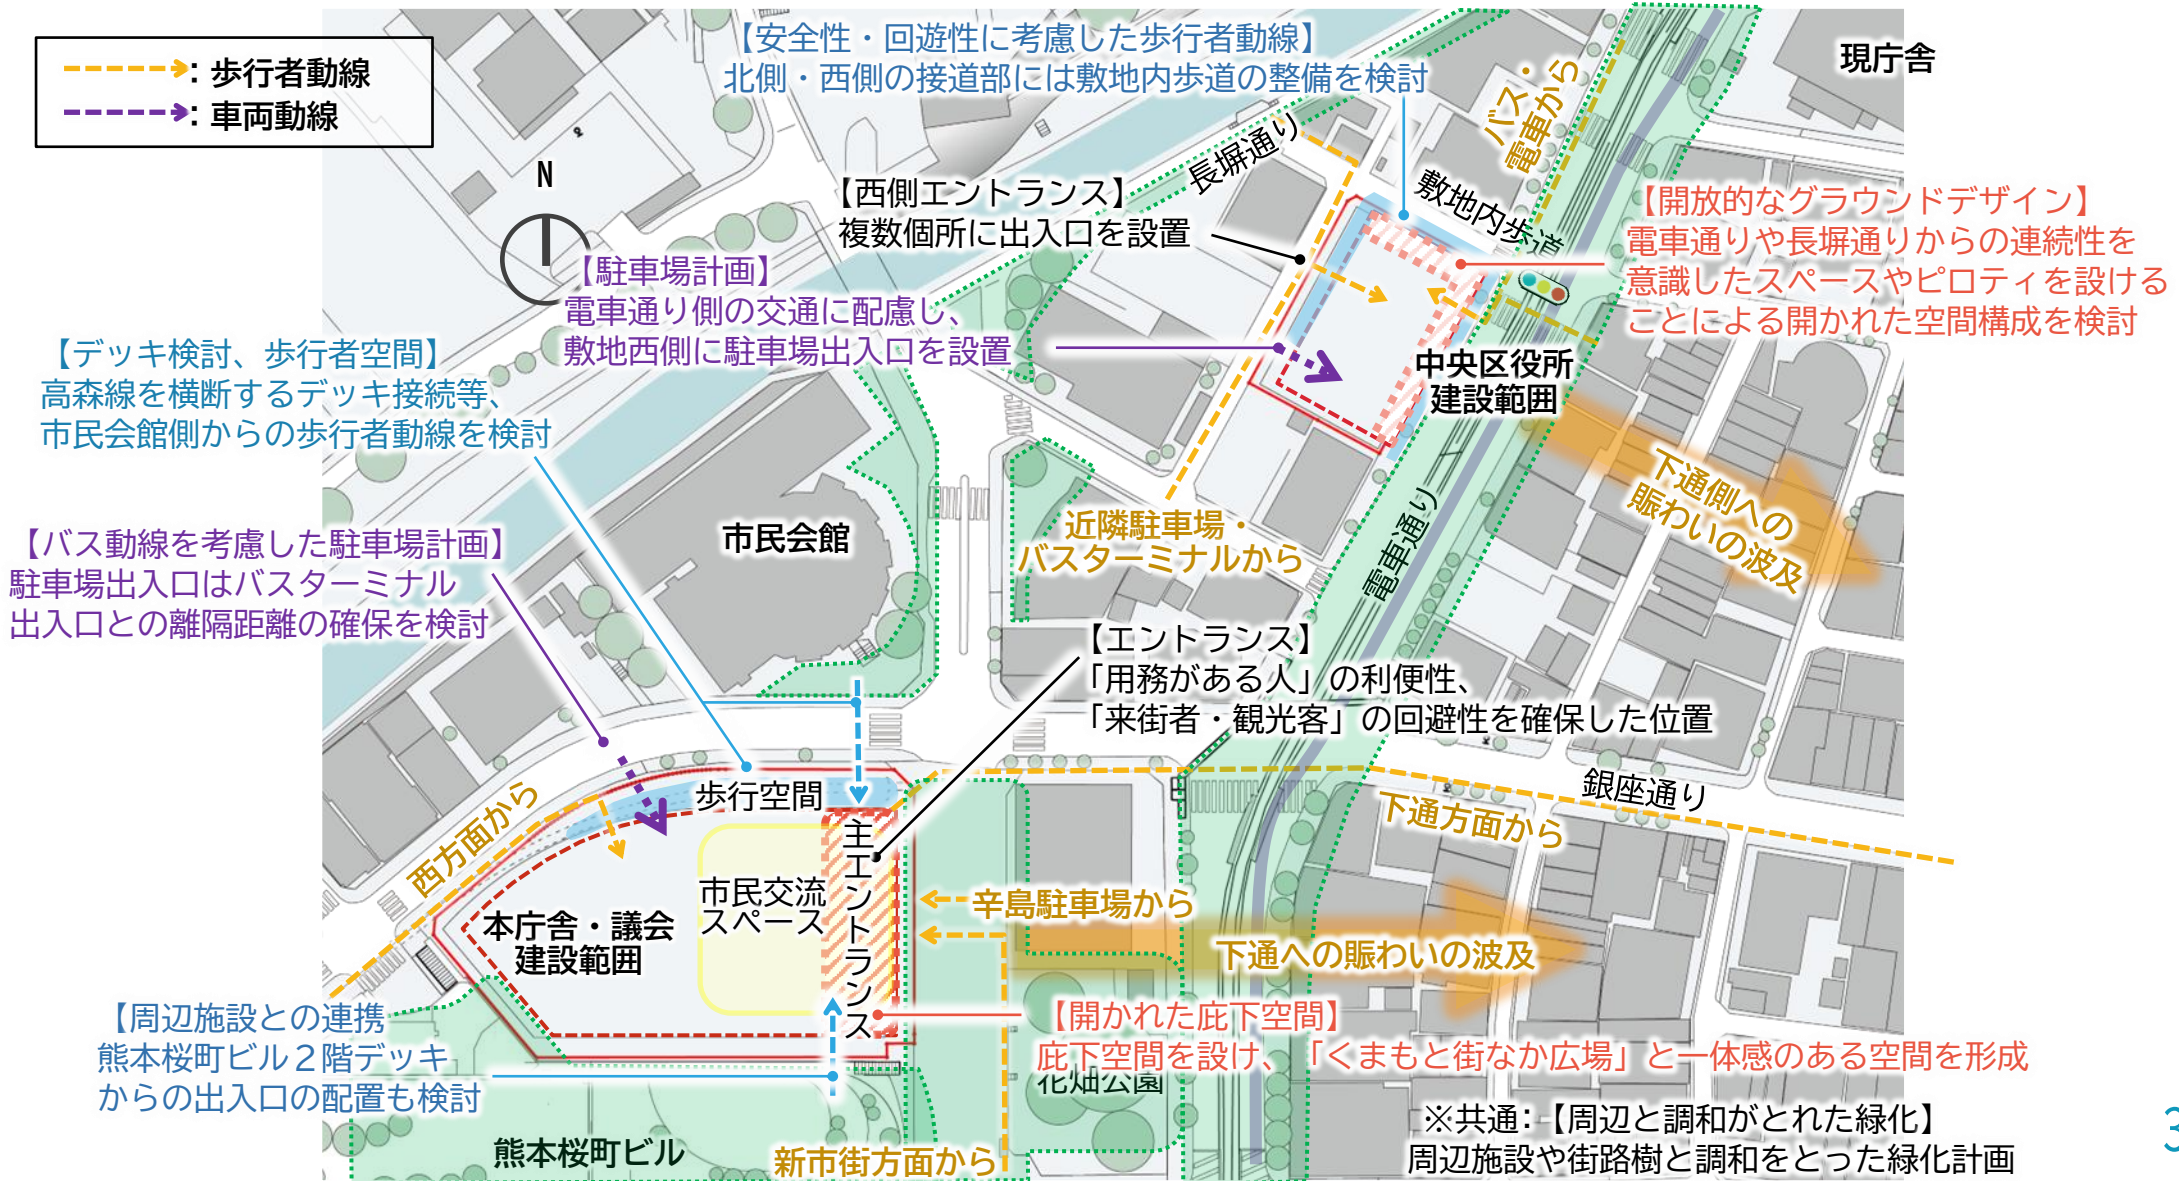 :歩行者動線
:車両動線
N
【安全性・回遊性に考慮した歩行者動線】
北側・西側の接道部には敷地内歩道の整備を検討
現庁舎
バス・
電車から
長塀通り
敷地内歩道
【西側エントランス】
複数個所に出入口を設置
【開放的なグラウンドデザイン】
電車通りや長塀通りからの連続性を
意識したスペースやピロティを設ける
ことによる開かれた空間構成を検討
【駐車場計画】
電車通り側の交通に配慮し、
敷地西側に駐車場出入口を設置
【デッキ検討、歩行者空間】
高森線を横断するデッキ接続等、
市民会館側からの歩行者動線を検討
中央区役所
建設範囲
下通側への
賑わいの波及
市民会館
近隣駐車場・
バスターミナルから
電車通り
【バス動線を考慮した駐車場計画】
駐車場出入口はバスターミナル
出入口との離隔距離の確保を検討
【エントランス】
「用務がある人」の利便性、
「来街者・観光客」の回避性を確保した位置
銀座通り
下通方面から
西方面から
歩行空間
主エントランス
市民交流
スペース
本庁舎・議会
建設範囲
辛島駐車場から
下通への賑わいの波及
【周辺施設との連携
熊本桜町ビル２階デッキ
からの出入口の配置も検討
【開かれた庇下空間】
庇下空間を設け、「くまもと街なか広場」と一体感のある空間を形成
花畑公園
熊本桜町ビル
新市街方面から
※共通:【周辺と調和がとれた緑化】
周辺施設や街路樹と調和をとった緑化計画